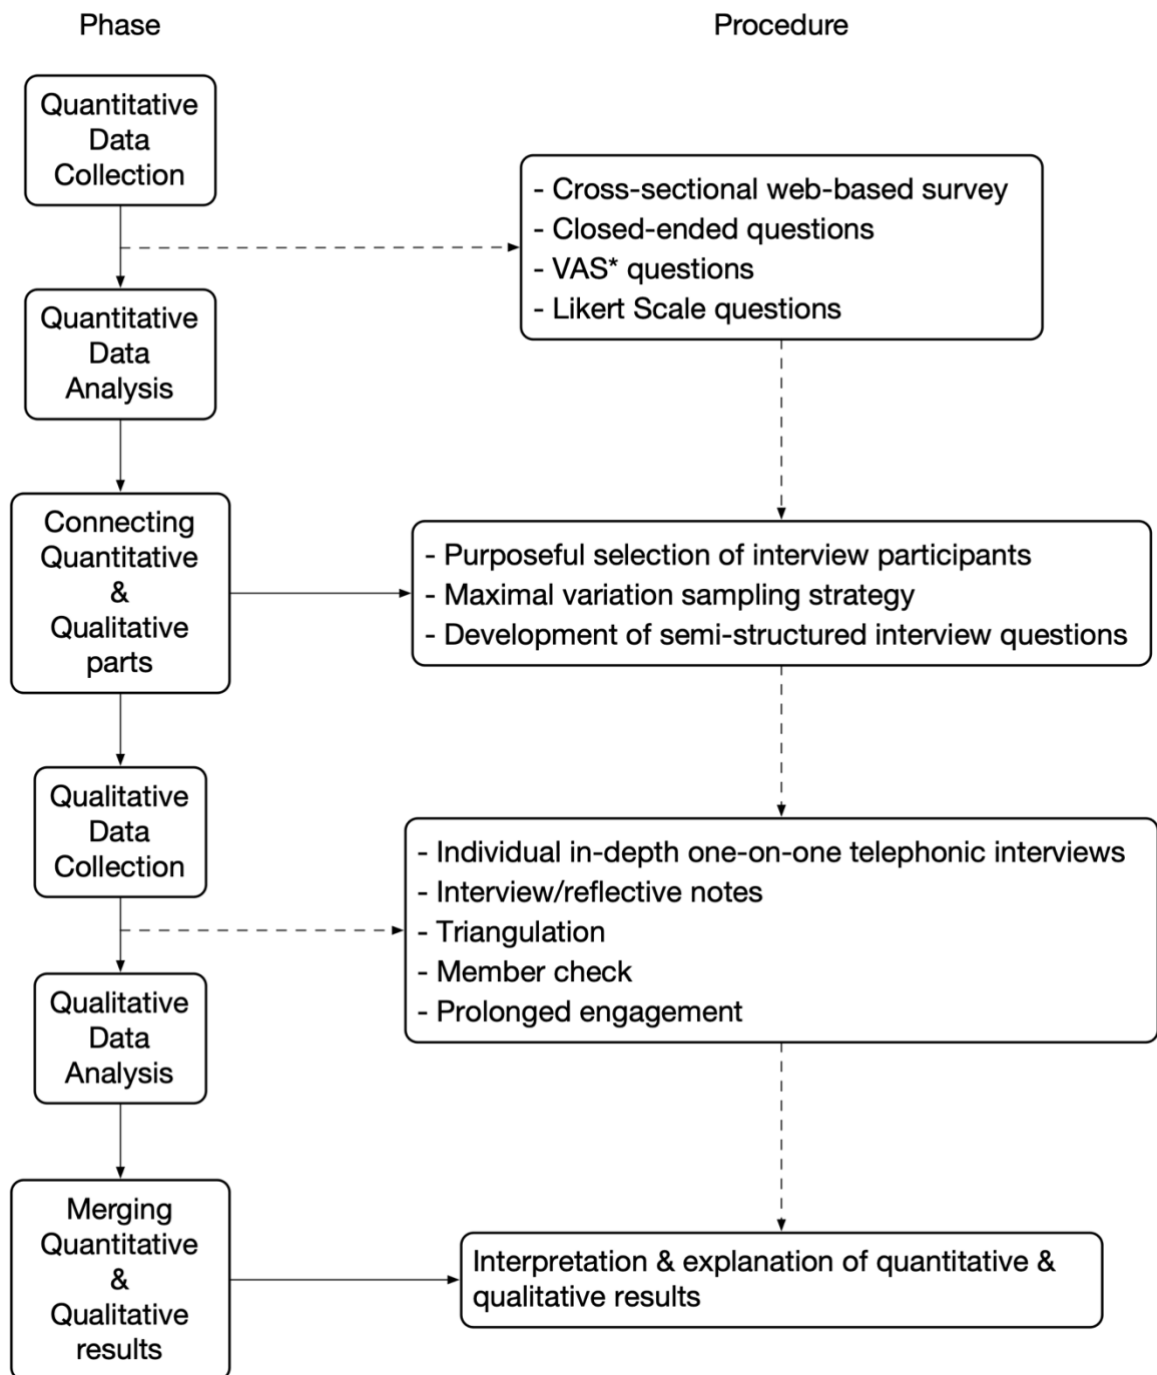 Phase
Procedure
Quantitative
Data
Collection
- Cross-sectional web-based survey
- Closed-ended questions
- VAS* questions
- Likert Scale questions
Quantitative
Data
Analysis
Connecting
Quantitative
&
Qualitative
parts
- Purposeful selection of interview participants
- Maximal variation sampling strategy
- Development of semi-structured interview questions
Qualitative
Data
Collection
- Individual in-depth one-on-one telephonic interviews
- Interview/reflective notes
- Triangulation
- Member check
- Prolonged engagement
Qualitative
Data
Analysis
Merging
Quantitative
&
Qualitative
results
Interpretation & explanation of quantitative &
qualitative results